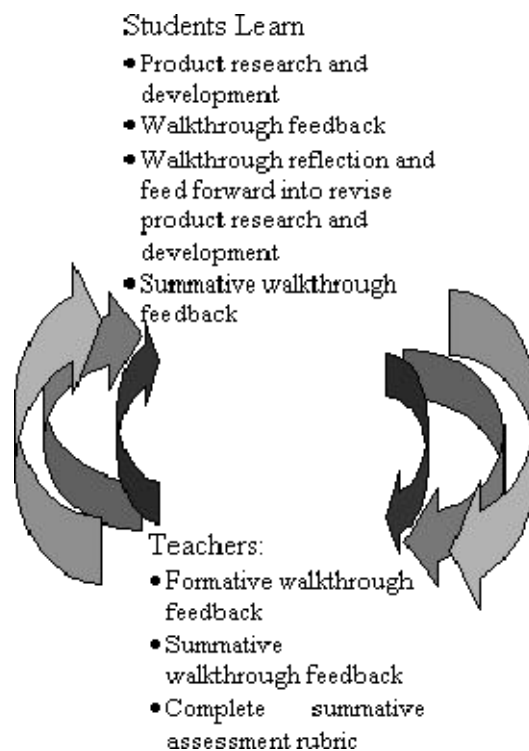 Students Learn
• Product research and
development
• Walkthrough feedback
• Walkthrough reflection and
feed forward into revise
product research and
development
• Summative walkthrough
feedback
Teachers:
• Formative walkthrough
feedback
• Summative
walkthrough feedback
• Complete summative
assessment rubric